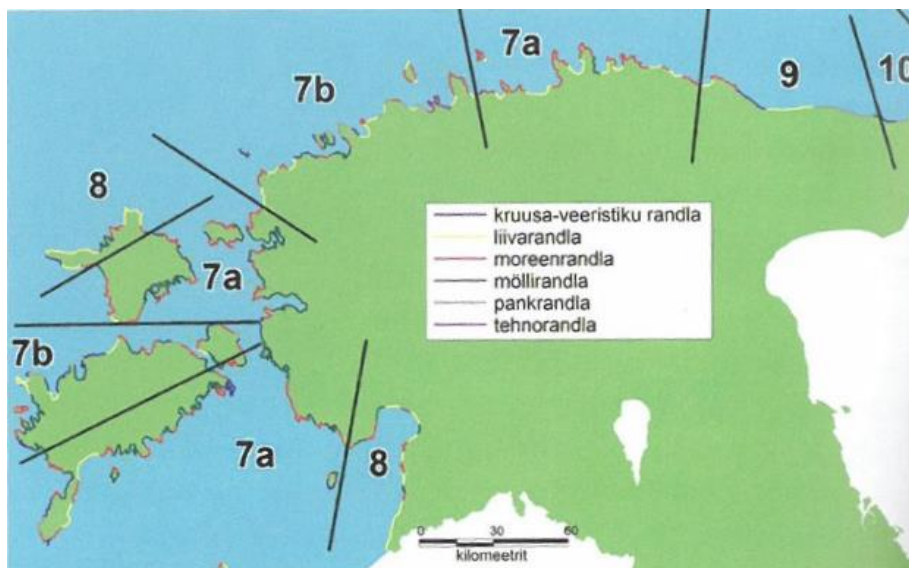 7a
7b
9
10
8
kruusa-veeristiku randla
liivarandla
moreenrandla
möllirandla
pankrandla
tehnorandla
7a
7b
7a
8
0 30 60
kilomeetrit